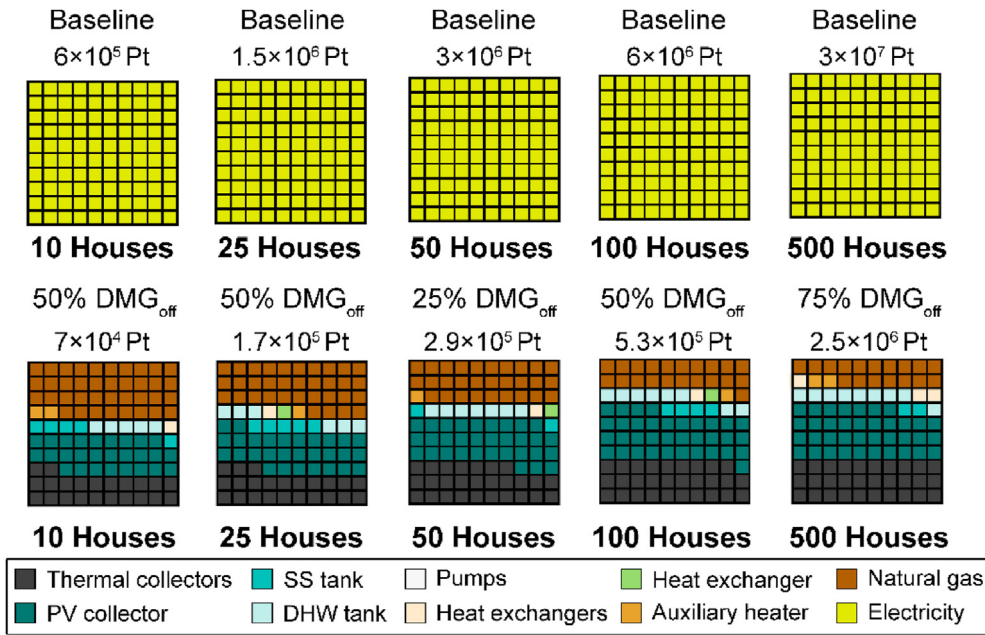 Baseline Baseline Baseline Baseline Baseline
6×10⁵ Pt 1.5×10⁶ Pt 3×10⁶ Pt 6×10⁶ Pt 3×10⁷ Pt
10 Houses 25 Houses 50 Houses 100 Houses 500 Houses
50% DMGoff 50% DMGoff 25% DMGoff 50% DMGoff 75% DMGoff
7×10⁴ Pt 1.7×10⁵ Pt 2.9×10⁵ Pt 5.3×10⁵ Pt 2.5×10⁶ Pt
10 Houses 25 Houses 50 Houses 100 Houses 500 Houses
Thermal collectors SS tank Pumps Heat exchanger Natural gas
PV collector DHW tank Heat exchangers Auxiliary heater Electricity